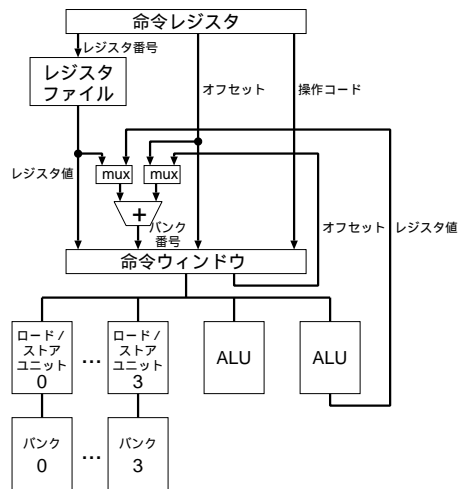 命令レジスタ
レジスタ番号
レジスタ
ファイル
オフセット
操作コード
レジスタ値
mux
mux
+
バンク
番号
オフセット
レジスタ値
命令ウィンドウ
ロード/
ストア
ユニット
0
...
ロード/
ストア
ユニット
3
ALU
ALU
バンク
0
...
バンク
3